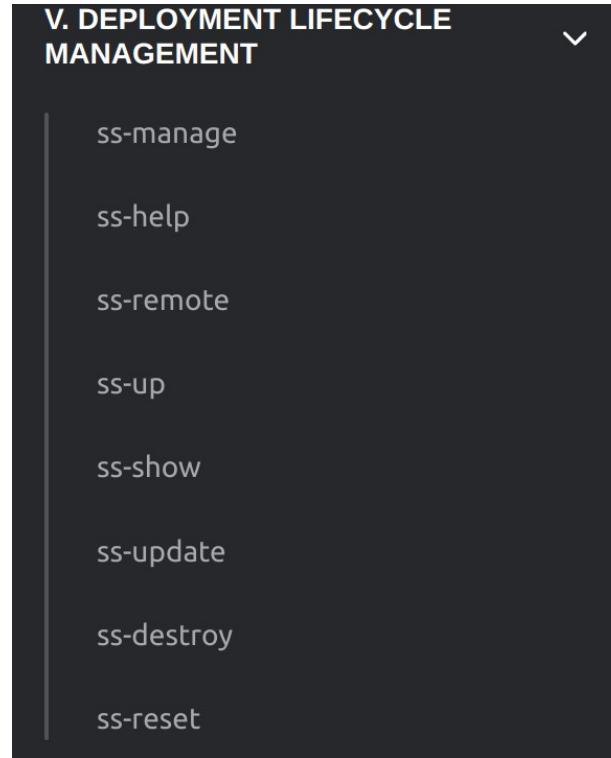 V. DEPLOYMENT LIFECYCLE
MANAGEMENT
ss-manage
ss-help
ss-remote
ss-up
ss-show
ss-update
ss-destroy
ss-reset